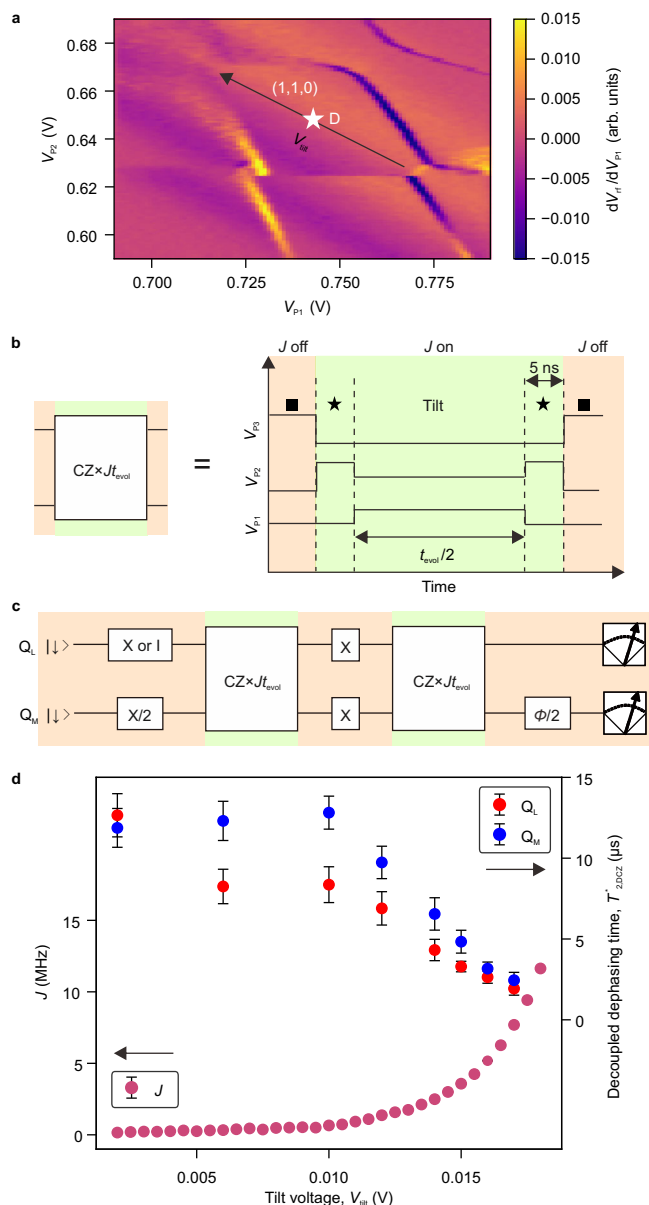 a
0.69
0.68
0.66
0.64
0.62
0.60
V_P2 (V)
(1,1,0)
D
V_tilt
0.700
0.725
0.750
0.775
V_P1 (V)
0.015
0.010
0.005
0.000
−0.005
−0.010
−0.015
dV_rf/dV_P1 (arb. units)
b
J off
J on
J off
5 ns
Tilt
V_P3
V_P2
V_P1
CZ×Jt_evol
=
t_evol/2
Time
c
Q_L |↓>
X or I
CZ×Jt_evol
X
CZ×Jt_evol
Q_M |↓>
X/2
X
Φ/2
d
15
10
5
0
J (MHz)
15
10
5
0
Decoupled dephasing time, T*_2,DCZ (μs)
Q_L
Q_M
J
0.005
0.010
0.015
Tilt voltage, V_tilt (V)